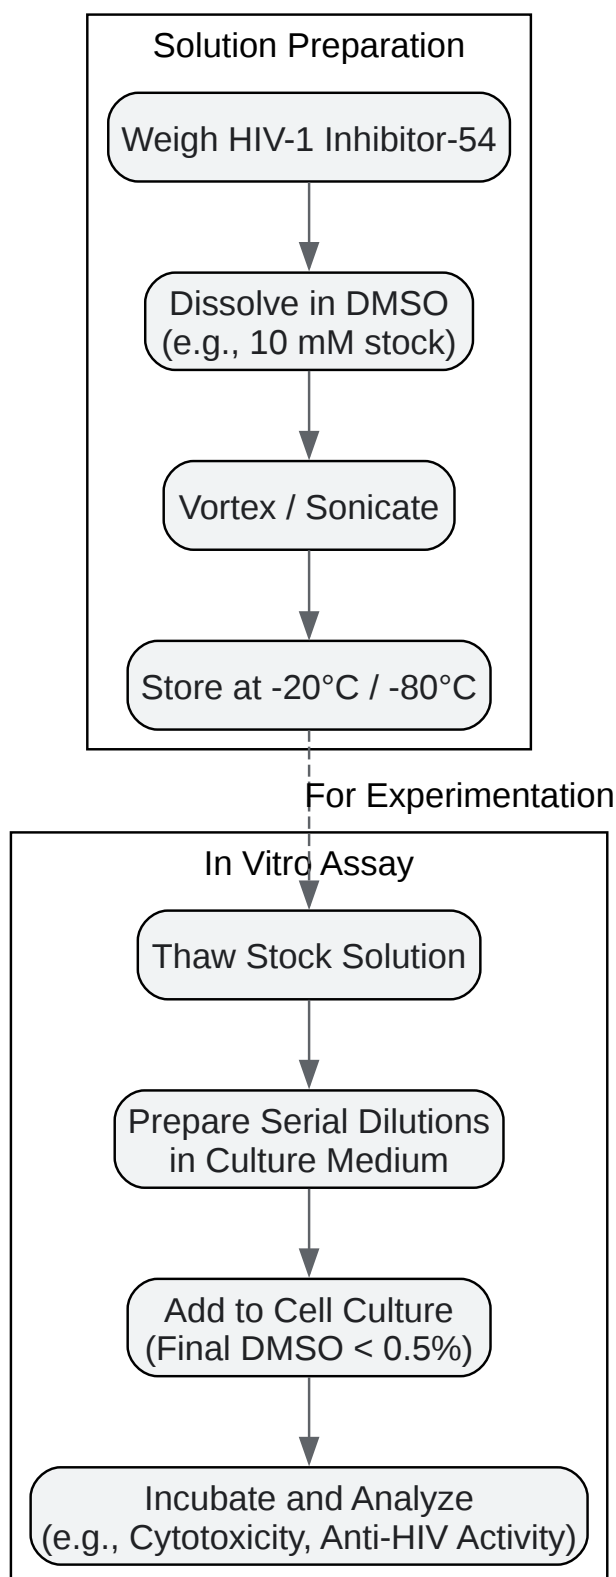 Solution Preparation
Weigh HIV-1 Inhibitor-54
Dissolve in DMSO
(e.g., 10 mM stock)
Vortex / Sonicate
Store at -20°C / -80°C
For Experimentation
In Vitro Assay
Thaw Stock Solution
Prepare Serial Dilutions
in Culture Medium
Add to Cell Culture
(Final DMSO < 0.5%)
Incubate and Analyze
(e.g., Cytotoxicity, Anti-HIV Activity)